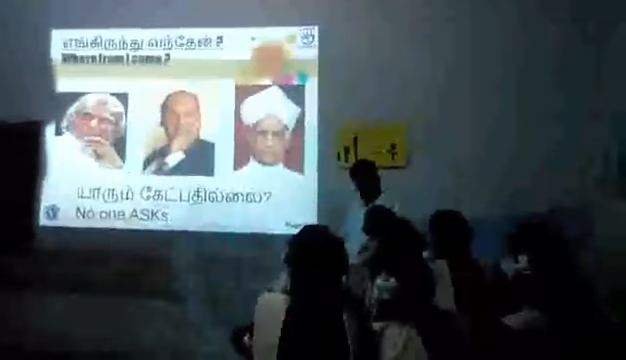 எங்கிருந்து வந்தேன் ?
Where from I come ?
யாரும் கேட்பதில்லை?
No one ASKs